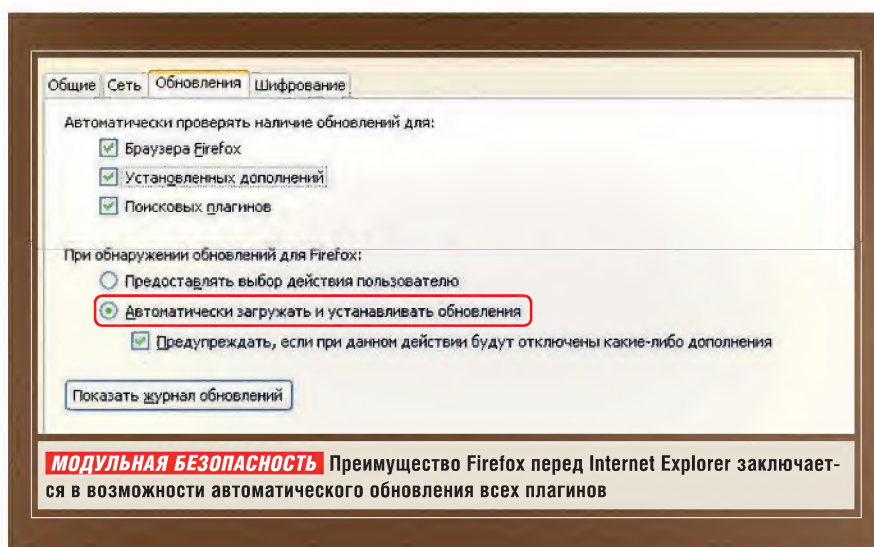 Общие Сеть Обновления Шифрование
Автоматически проверять наличие обновлений для:
Браузера Firefox
Установленных дополнений
Поисковых плагинов
При обнаружении обновлений для Firefox:
Предоставлять выбор действия пользователю
Автоматически загружать и устанавливать обновления
Предупреждать, если при данном действии будут отключены какие-либо дополнения
Показать журнал обновлений
МОДУЛЬНАЯ БЕЗОПАСНОСТЬ Преимущество Firefox перед Internet Explorer заключает-
ся в возможности автоматического обновления всех плагинов